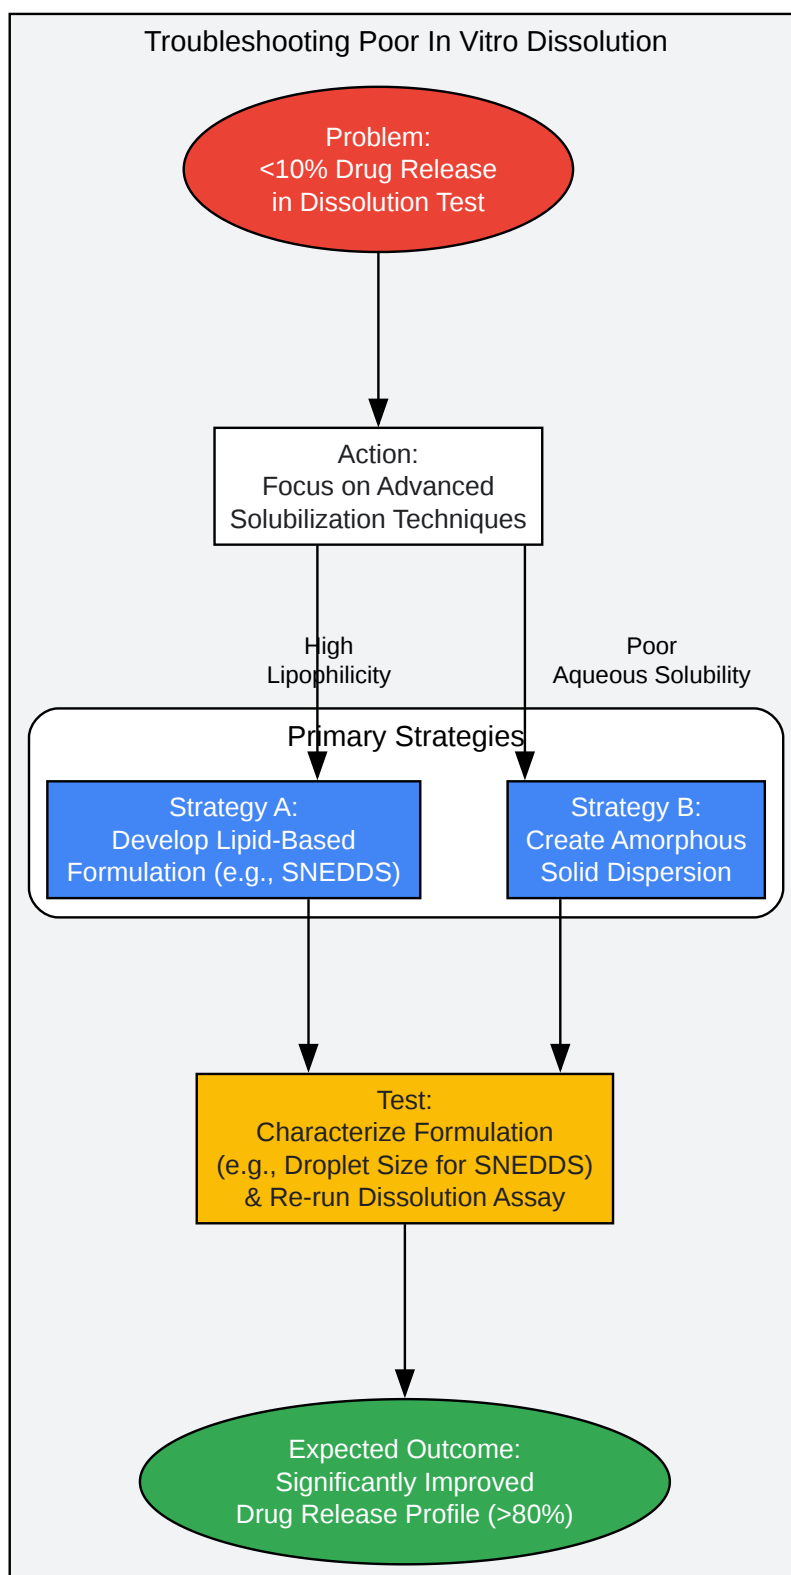 Troubleshooting Poor In Vitro Dissolution
Problem:
<10% Drug Release
in Dissolution Test
Action:
Focus on Advanced
Solubilization Techniques
High
Lipophilicity
Poor
Aqueous Solubility
Primary Strategies
Strategy A:
Develop Lipid-Based
Formulation (e.g., SNEDDS)
Strategy B:
Create Amorphous
Solid Dispersion
Test:
Characterize Formulation
(e.g., Droplet Size for SNEDDS)
& Re-run Dissolution Assay
Expected Outcome:
Significantly Improved
Drug Release Profile (>80%)